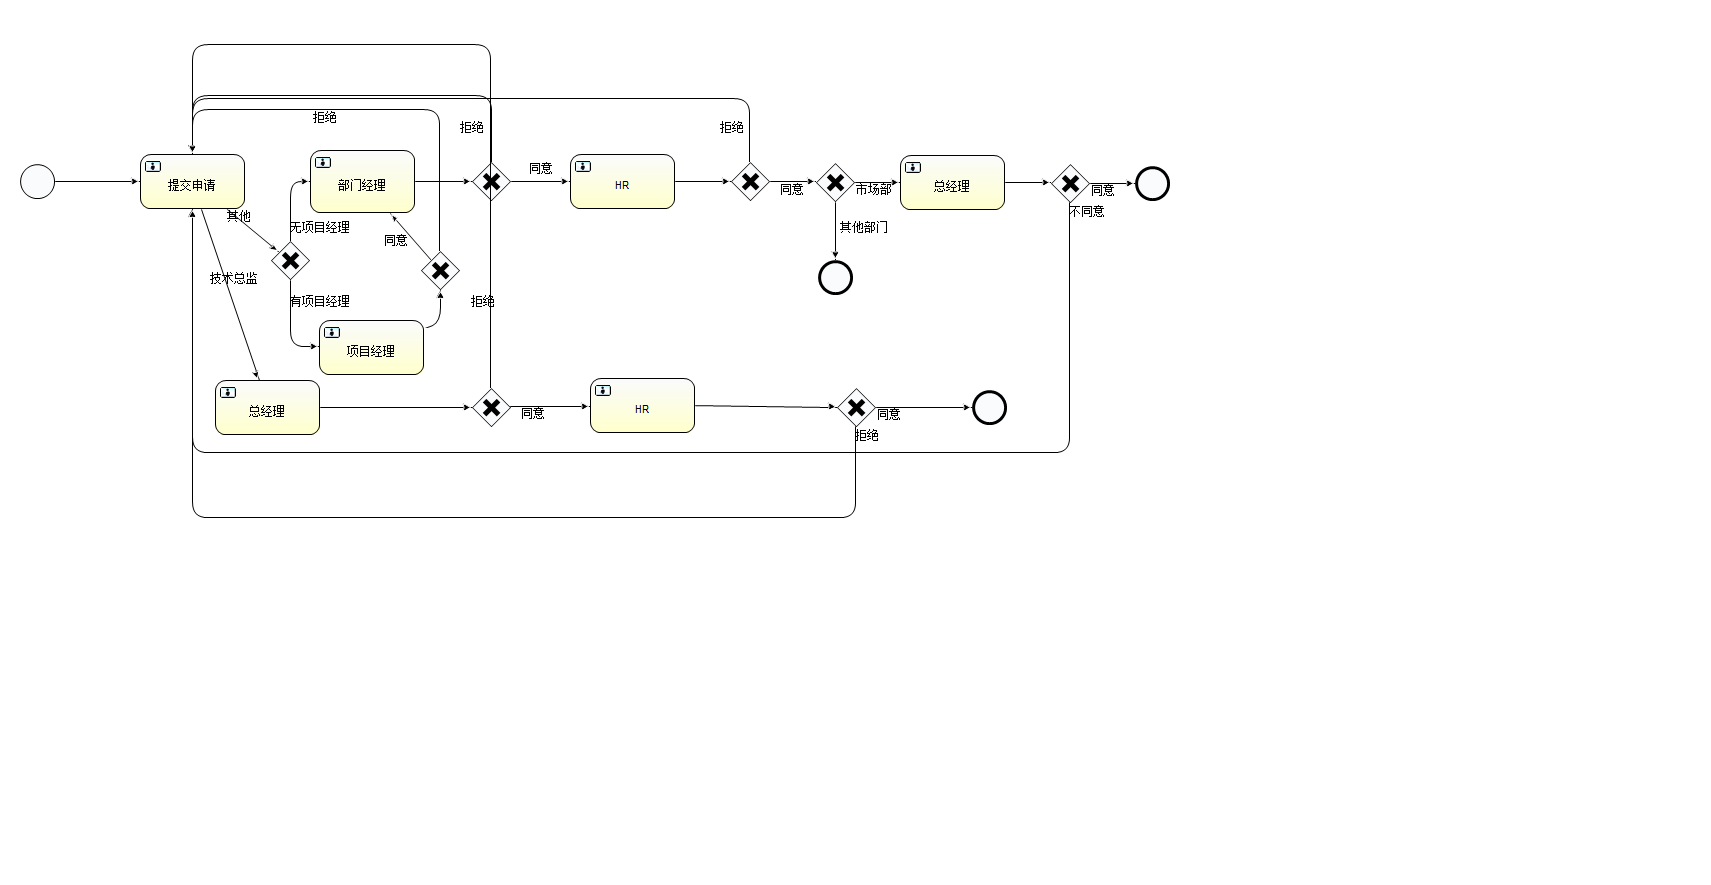 拒绝
拒绝
拒绝
同意
提交申请
部门经理
HR
同意
市场部
总经理
同意
不同意
其他
无项目经理
同意
其他部门
技术总监
有项目经理
拒绝
项目经理
总经理
同意
HR
同意
拒绝